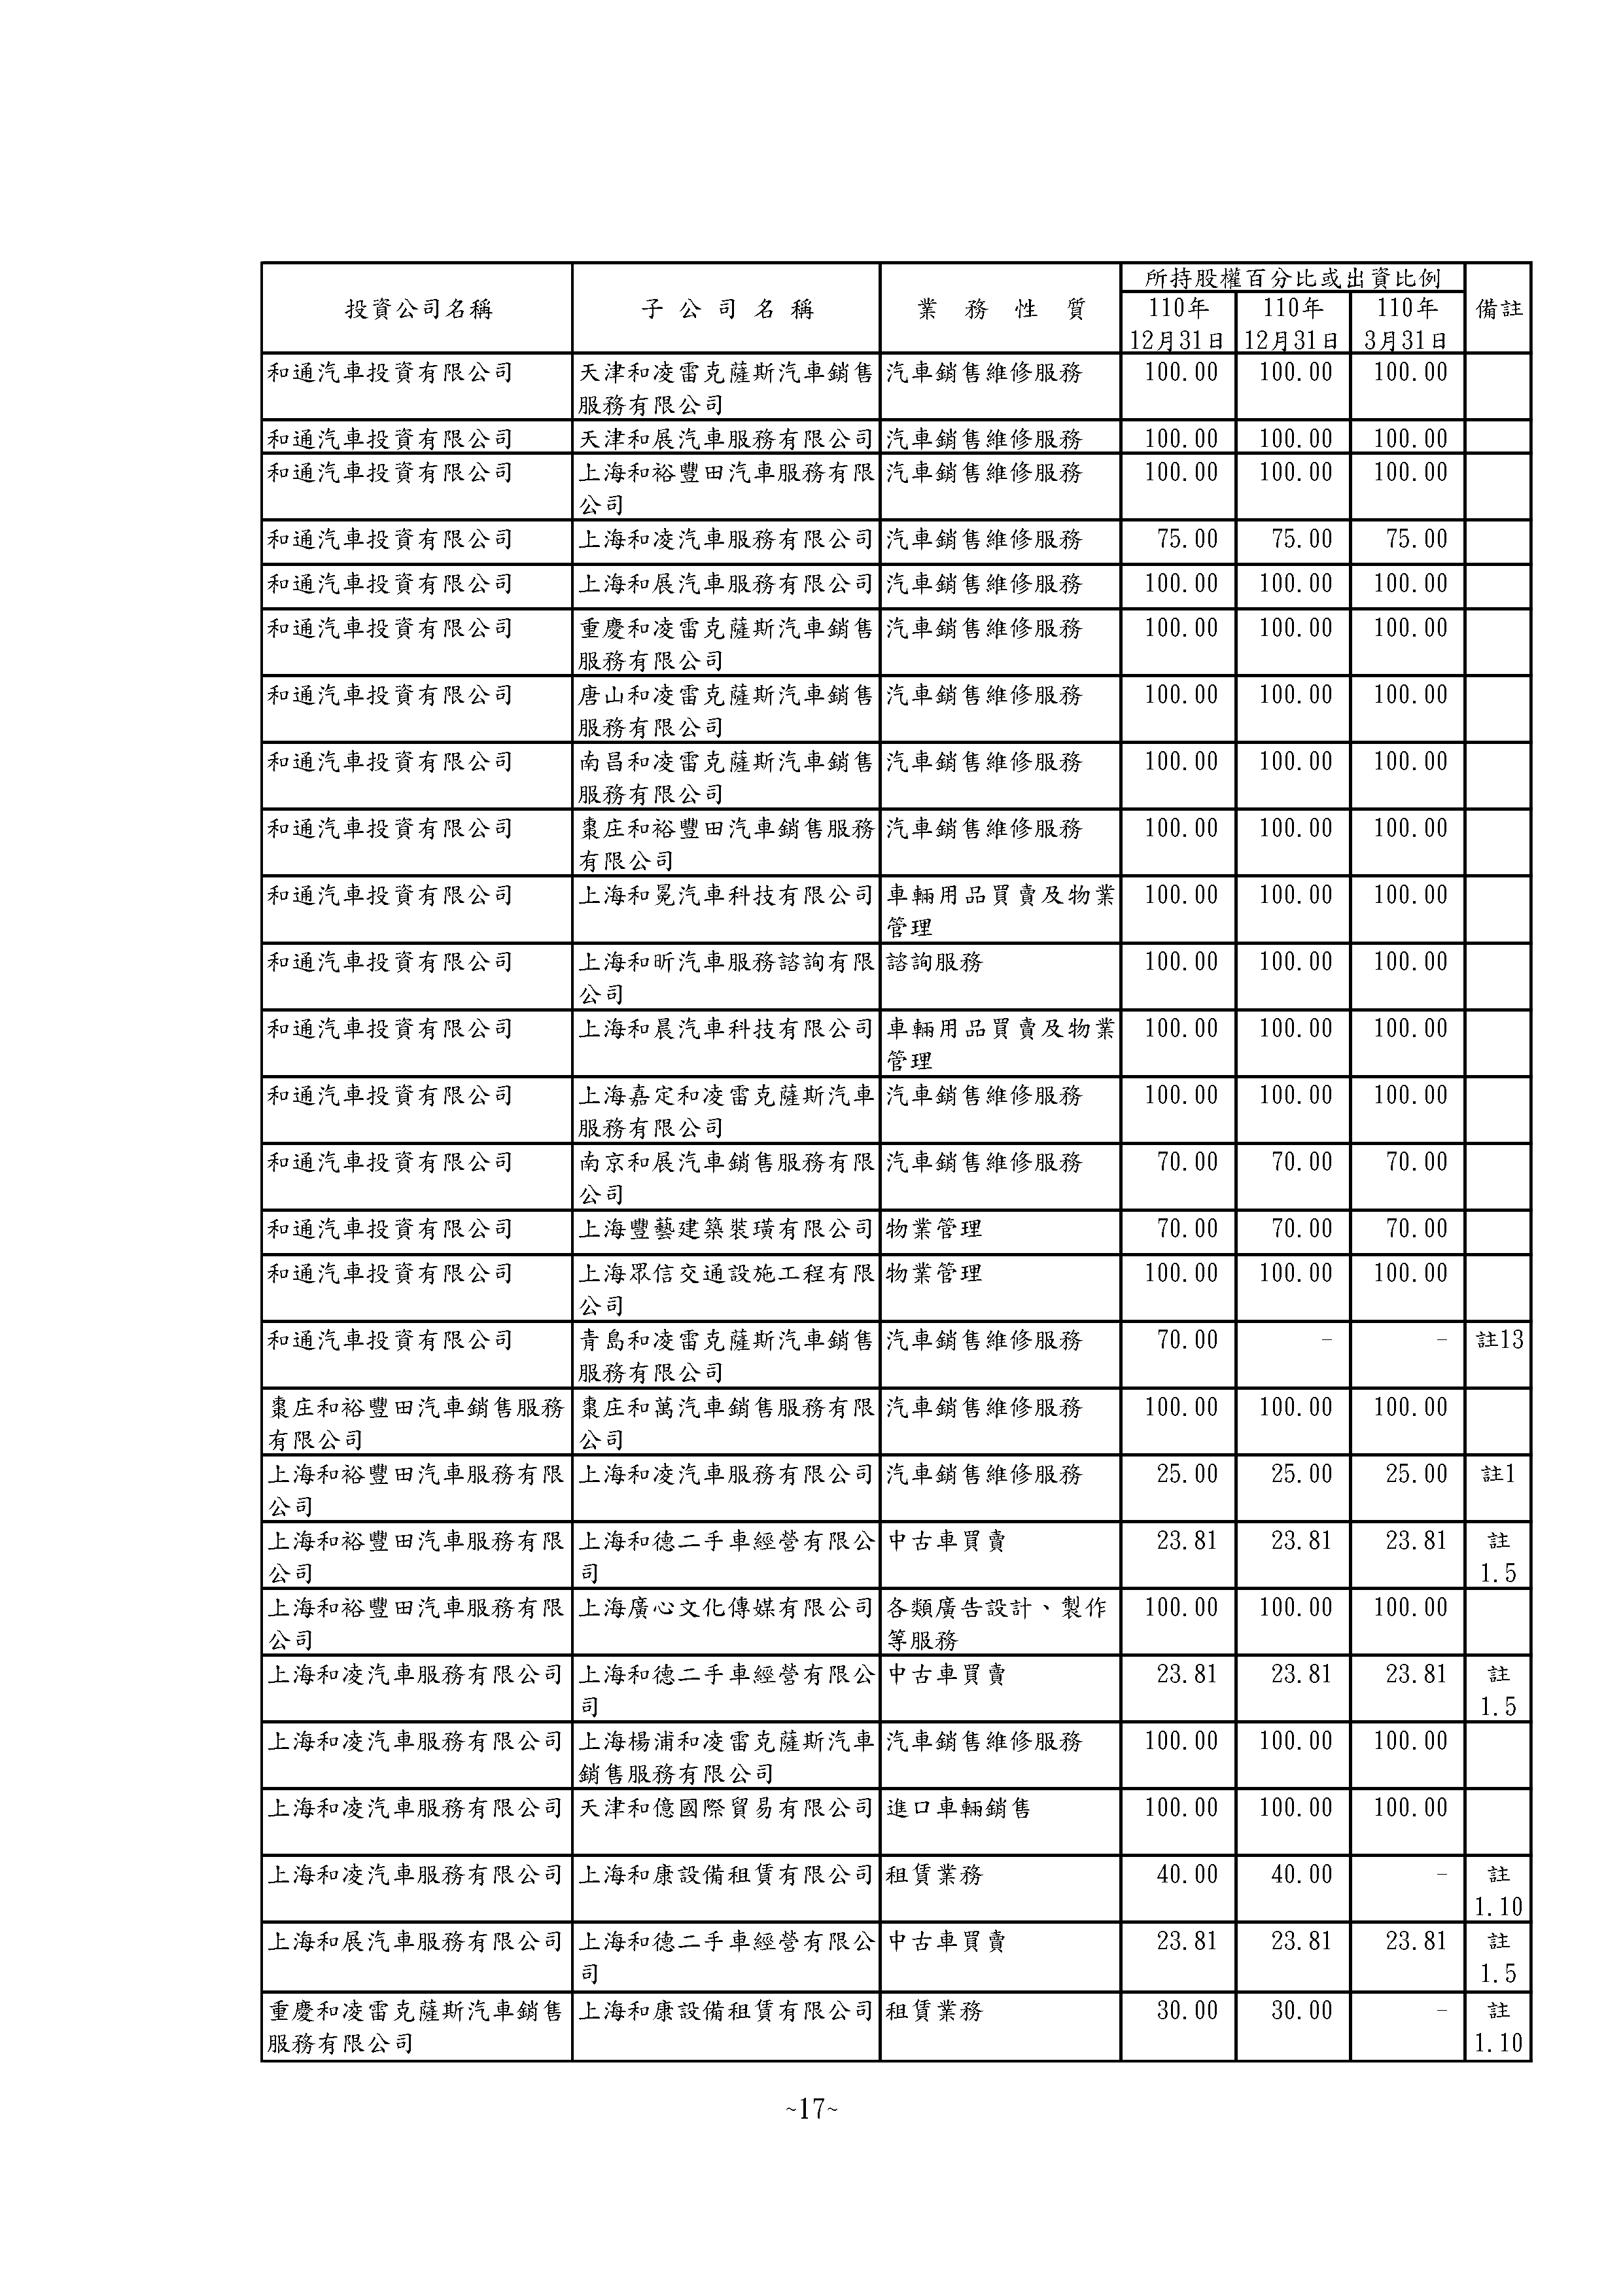 所持股權百分比或出資比例
投資公司名稱 子公司名稱 業務性質 110年 110年 110年 備註
12月31日 12月31日 3月31日
和通汽車投資有限公司 天津和凌雷克薩斯汽車銷售 汽車銷售維修服務 100.00 100.00 100.00
服務有限公司
和通汽車投資有限公司 天津和展汽車服務有限公司 汽車銷售維修服務 100.00 100.00 100.00
和通汽車投資有限公司 上海和裕豐田汽車服務有限 汽車銷售維修服務 100.00 100.00 100.00
公司
和通汽車投資有限公司 上海和凌汽車服務有限公司 汽車銷售維修服務 75.00 75.00 75.00
和通汽車投資有限公司 上海和展汽車服務有限公司 汽車銷售維修服務 100.00 100.00 100.00
和通汽車投資有限公司 重慶和凌雷克薩斯汽車銷售 汽車銷售維修服務 100.00 100.00 100.00
服務有限公司
和通汽車投資有限公司 唐山和凌雷克薩斯汽車銷售 汽車銷售維修服務 100.00 100.00 100.00
服務有限公司
和通汽車投資有限公司 南昌和凌雷克薩斯汽車銷售 汽車銷售維修服務 100.00 100.00 100.00
服務有限公司
和通汽車投資有限公司 棗庄和裕豐田汽車銷售服務 汽車銷售維修服務 100.00 100.00 100.00
有限公司
和通汽車投資有限公司 上海和冕汽車科技有限公司 車輛用品買賣及物業 100.00 100.00 100.00
管理
和通汽車投資有限公司 上海和昕汽車服務諮詢有限 諮詢服務 100.00 100.00 100.00
公司
和通汽車投資有限公司 上海和晨汽車科技有限公司 車輛用品買賣及物業 100.00 100.00 100.00
管理
和通汽車投資有限公司 上海嘉定和凌雷克薩斯汽車 汽車銷售維修服務 100.00 100.00 100.00
服務有限公司
和通汽車投資有限公司 南京和展汽車銷售服務有限 汽車銷售維修服務 70.00 70.00 70.00
公司
和通汽車投資有限公司 上海豐藝建築裝璜有限公司 物業管理 70.00 70.00 70.00
和通汽車投資有限公司 上海眾信交通設施工程有限 物業管理 100.00 100.00 100.00
公司
和通汽車投資有限公司 青島和凌雷克薩斯汽車銷售 汽車銷售維修服務 70.00 - - 註13
服務有限公司
棗庄和裕豐田汽車銷售服務 棗庄和萬汽車銷售服務有限 汽車銷售維修服務 100.00 100.00 100.00
有限公司 公司
上海和裕豐田汽車服務有限 上海和凌汽車服務有限公司 汽車銷售維修服務 25.00 25.00 25.00 註1
公司
上海和裕豐田汽車服務有限 上海和德二手車經營有限公 中古車買賣 23.81 23.81 23.81 註
公司 司 1.5
上海和裕豐田汽車服務有限 上海廣心文化傳媒有限公司 各類廣告設計、製作 100.00 100.00 100.00
公司 等服務
上海和凌汽車服務有限公司 上海和德二手車經營有限公 中古車買賣 23.81 23.81 23.81 註
司 1.5
上海和凌汽車服務有限公司 上海楊浦和凌雷克薩斯汽車 汽車銷售維修服務 100.00 100.00 100.00
銷售服務有限公司
上海和凌汽車服務有限公司 天津和億國際貿易有限公司 進口車輛銷售 100.00 100.00 100.00
上海和凌汽車服務有限公司 上海和康設備租賃有限公司 租賃業務 40.00 40.00 - 註
1.10
上海和展汽車服務有限公司 上海和德二手車經營有限公 中古車買賣 23.81 23.81 23.81 註
司 1.5
重慶和凌雷克薩斯汽車銷售 上海和康設備租賃有限公司 租賃業務 30.00 30.00 - 註
服務有限公司 1.10
~17~